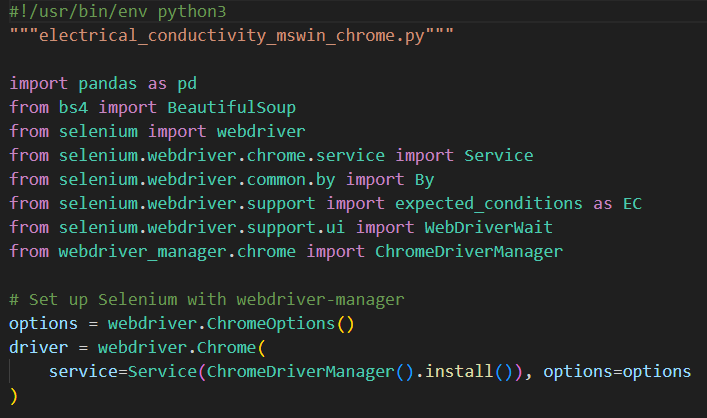 #!/usr/bin/env python3
"""electrical_conductivity_mswin_chrome.py"""
import pandas as pd
from bs4 import BeautifulSoup
from selenium import webdriver
from selenium.webdriver.chrome.service import Service
from selenium.webdriver.common.by import By
from selenium.webdriver.support import expected_conditions as EC
from selenium.webdriver.support.ui import WebDriverWait
from webdriver_manager.chrome import ChromeDriverManager
# Set up Selenium with webdriver-manager
options = webdriver.ChromeOptions()
driver = webdriver.Chrome(
    service=Service(ChromeDriverManager().install()), options=options
)